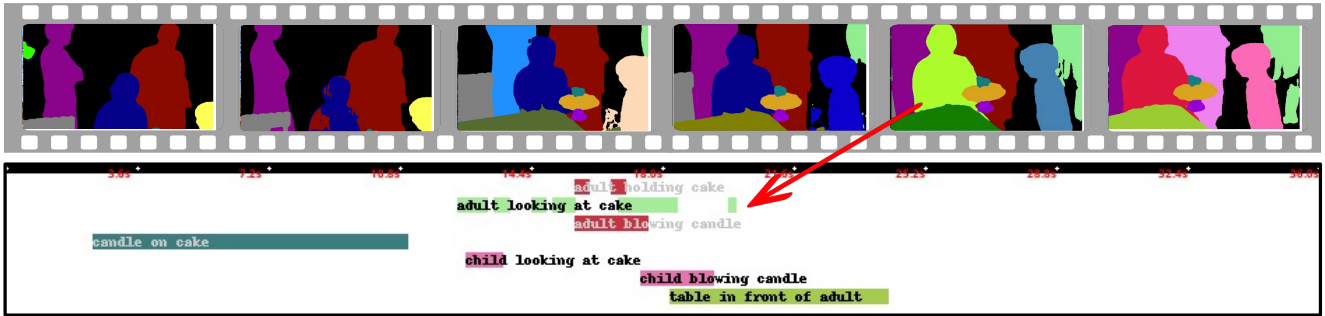 3.6s 7.2s 10.8s 14.4s 18.0s 21.6s 25.2s 28.8s 32.4s 36.0s
adult holding cake
adult looking at cake
adult blowing candle
candle on cake
child looking at cake
child blowing candle
table in front of adult